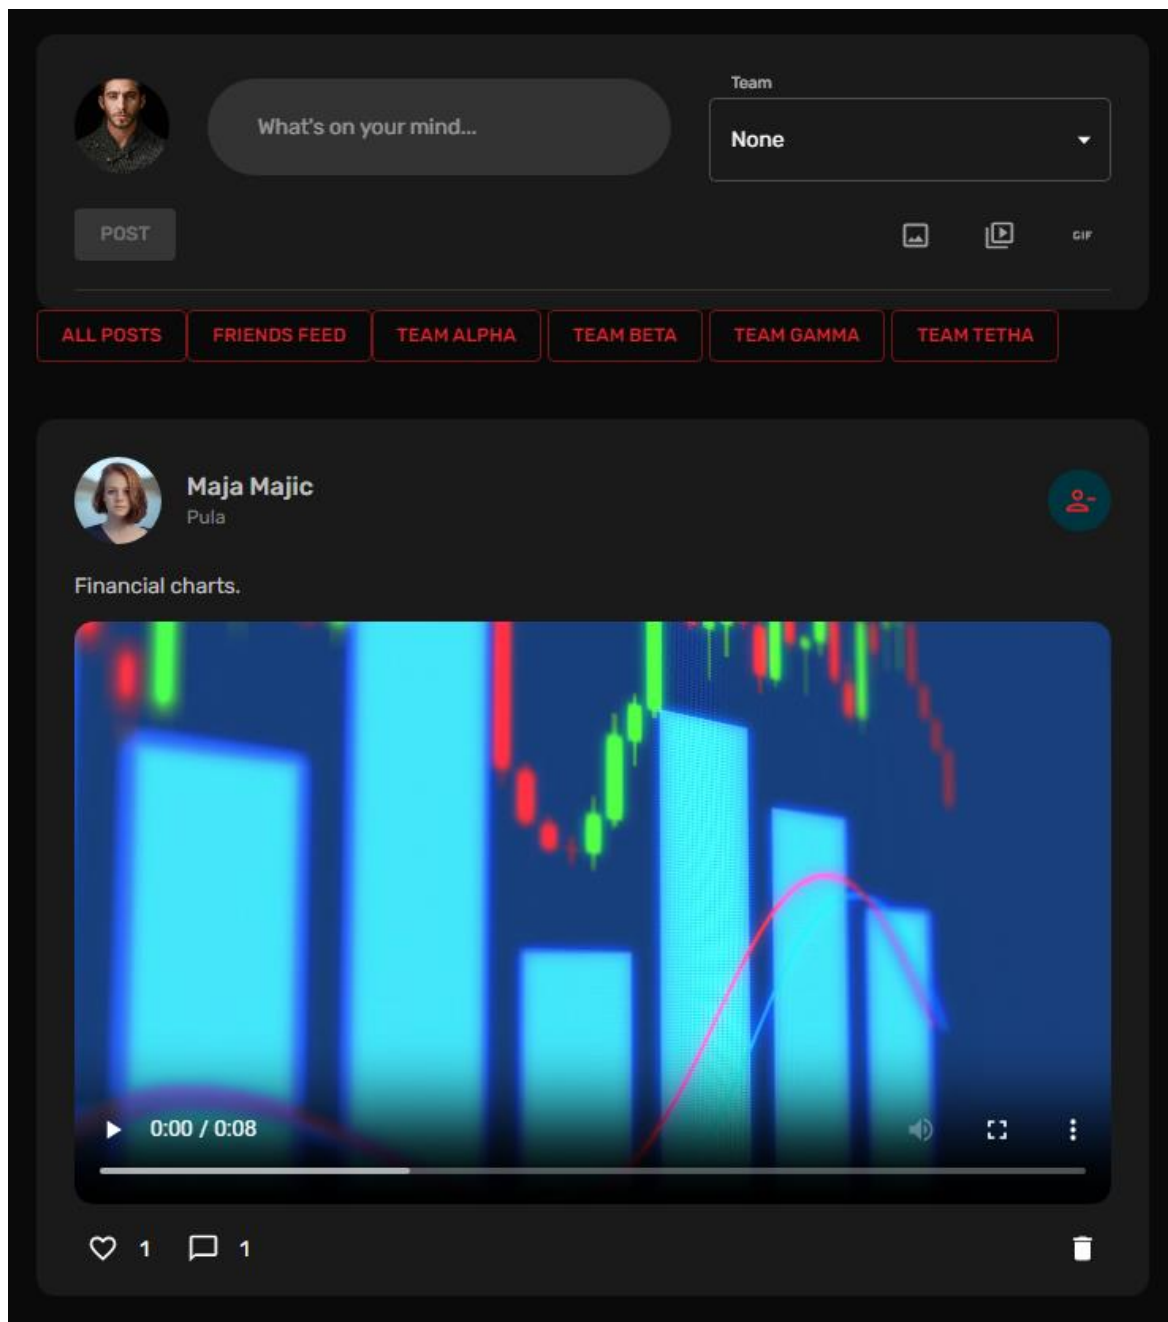 Team
What's on your mind...
None
POST
GIF
ALL POSTS
FRIENDS FEED
TEAM ALPHA
TEAM BETA
TEAM GAMMA
TEAM TETHA
Maja Majic
Pula
Financial charts.
0:00 / 0:08
1
1